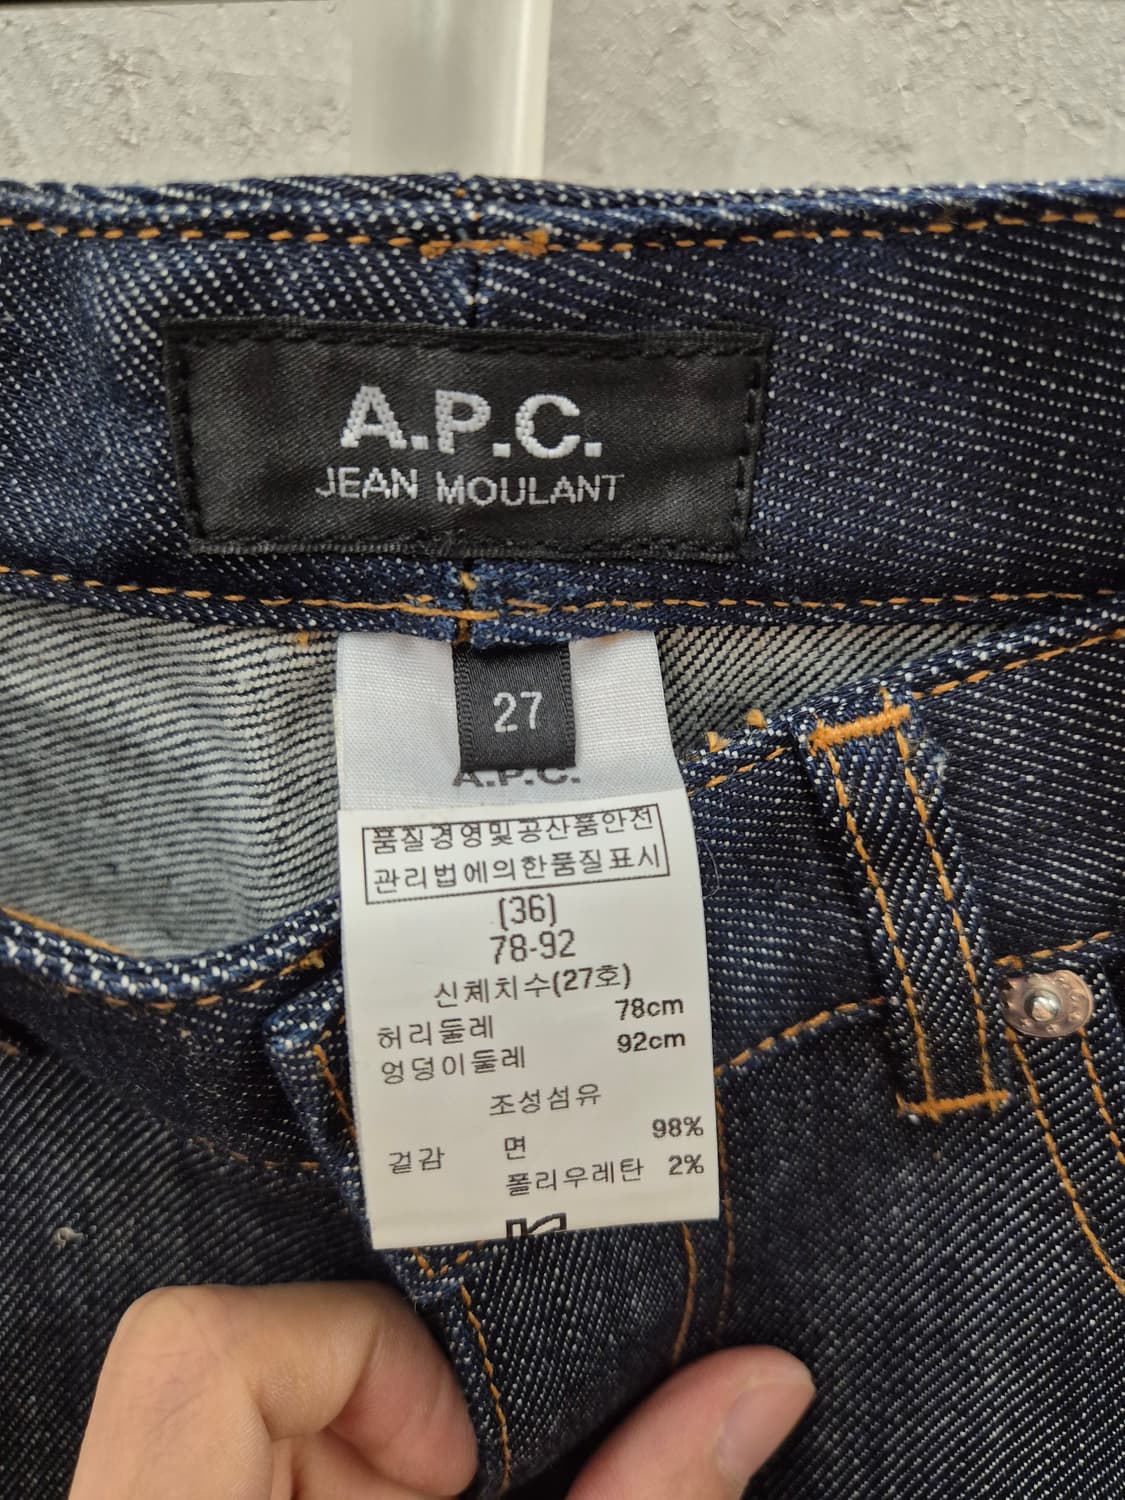 A.P.C.
JEAN MOULANT
27
A.P.C.
품질경영및공산품안전
관리법에의한품질표시
(36)
78-92
신체치수(27호)
허리둘레 78cm
엉덩이둘레 92cm
조성섬유
겉감 면 98%
폴리우레탄 2%